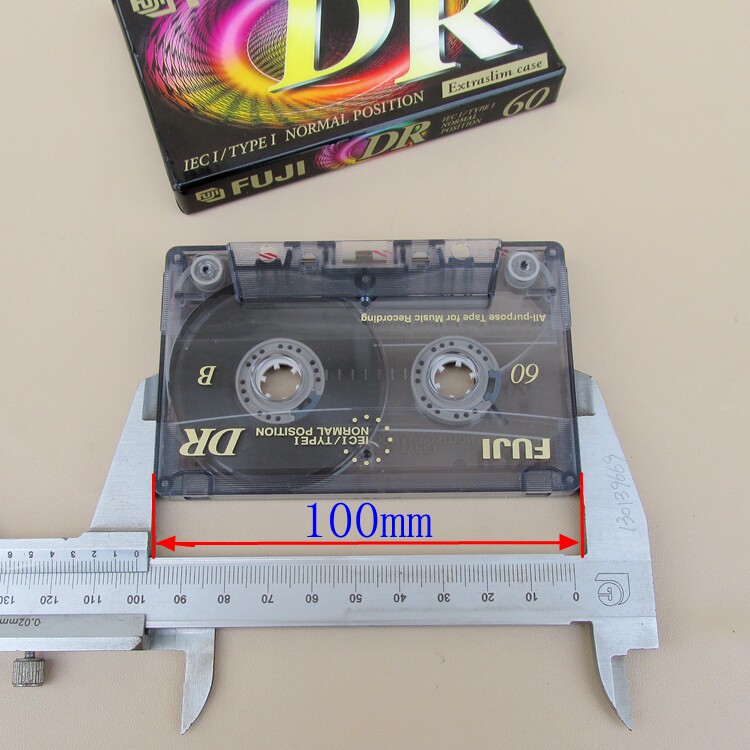 FUJI
DR
Extraslim case
IEC I / TYPE I NORMAL POSITION
FUJI
DR
IEC I / TYPE I
NORMAL
POSITION
60
All-purpose Tape for Music Recording
B
60
DR
IEC I / TYPE I
NORMAL POSITION
FUJI
100mm
130139669
6 5 4 3 2 1 0
130 120 110 100 90 80 70 60 50 40 30 20 10 0
0.02mm